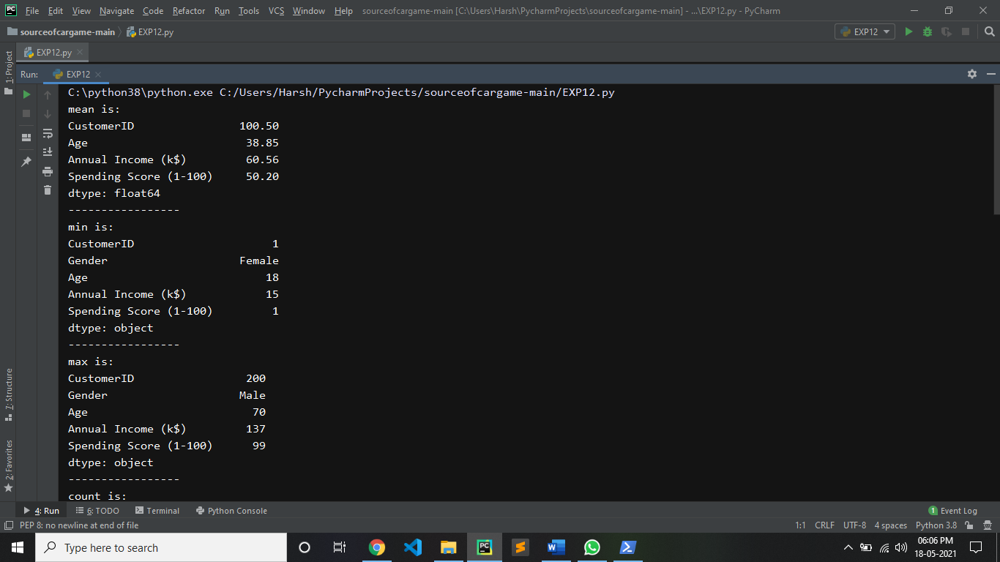 PC File Edit View Navigate Code Refactor Run Tools VCS Window Help sourceofcargame-main [C:\Users\Harsh\PycharmProjects\sourceofcargame-main] - ...\EXP12.py - PyCharm
sourceofcargame-main EXP12.py EXP12
EXP12.py
1: Project
Run: EXP12
C:\python38\python.exe C:/Users/Harsh/PycharmProjects/sourceofcargame-main/EXP12.py
mean is:
CustomerID 100.50
Age 38.85
Annual Income (k$) 60.56
Spending Score (1-100) 50.20
dtype: float64
-----------------
min is:
CustomerID 1
Gender Female
Age 18
Annual Income (k$) 15
Spending Score (1-100) 1
dtype: object
-----------------
max is:
CustomerID 200
Gender Male
Age 70
Annual Income (k$) 137
Spending Score (1-100) 99
dtype: object
-----------------
count is:
7: Structure
2: Favorites
4: Run 6: TODO Terminal Python Console 1 Event Log
PEP 8: no newline at end of file 1:1 CRLF UTF-8 4 spaces Python 3.8
Type here to search PC W 06:06 PM
18-05-2021